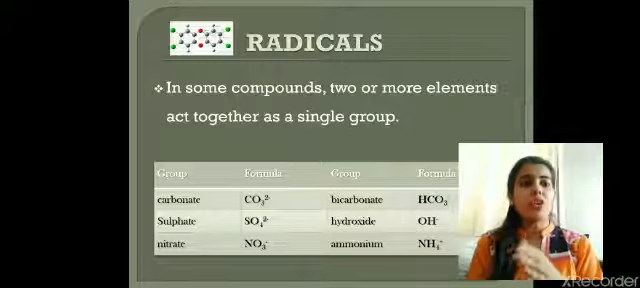 RADICALS
❖ In some compounds, two or more elements
act together as a single group.
Group Formula Group Formula
carbonate CO₃²⁻ bicarbonate HCO₃
Sulphate SO₄²⁻ hydroxide OH⁻
nitrate NO₃⁻ ammonium NH₄⁺
XRecorder